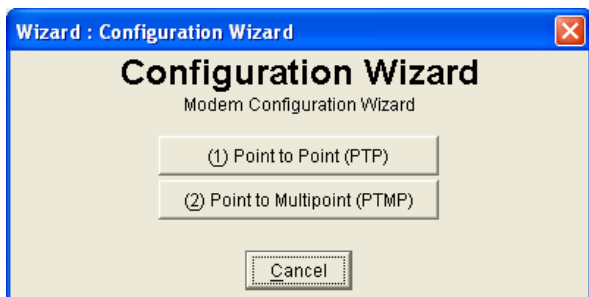 Wizard : Configuration Wizard
Configuration Wizard
Modem Configuration Wizard
(1) Point to Point (PTP)
(2) Point to Multipoint (PTMP)
Cancel